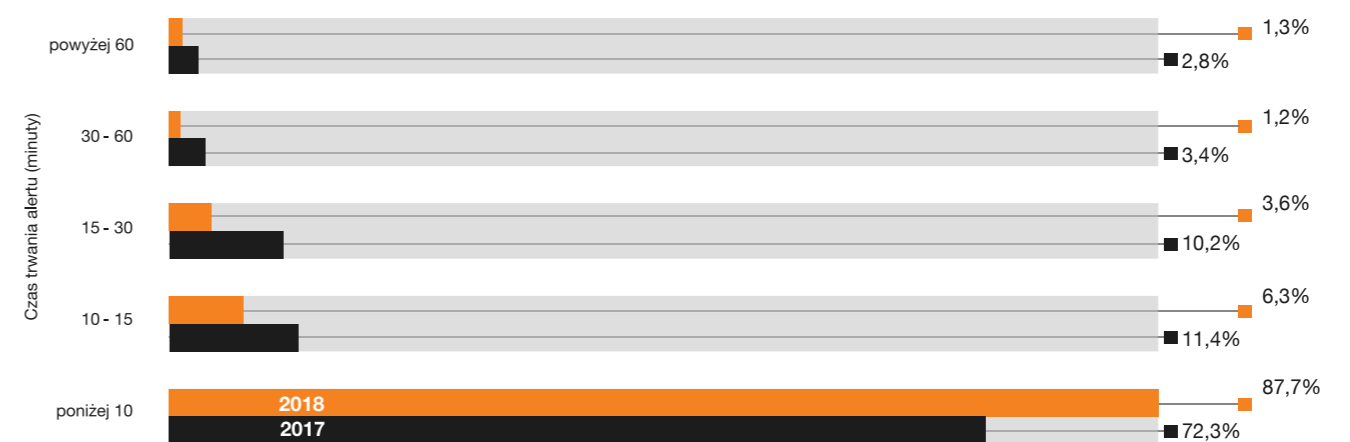 Czas trwania alertu (minuty)
powyżej 60
1,3%
2,8%
30 - 60
1,2%
3,4%
15 - 30
3,6%
10,2%
10 - 15
6,3%
11,4%
poniżej 10
2018
87,7%
2017
72,3%